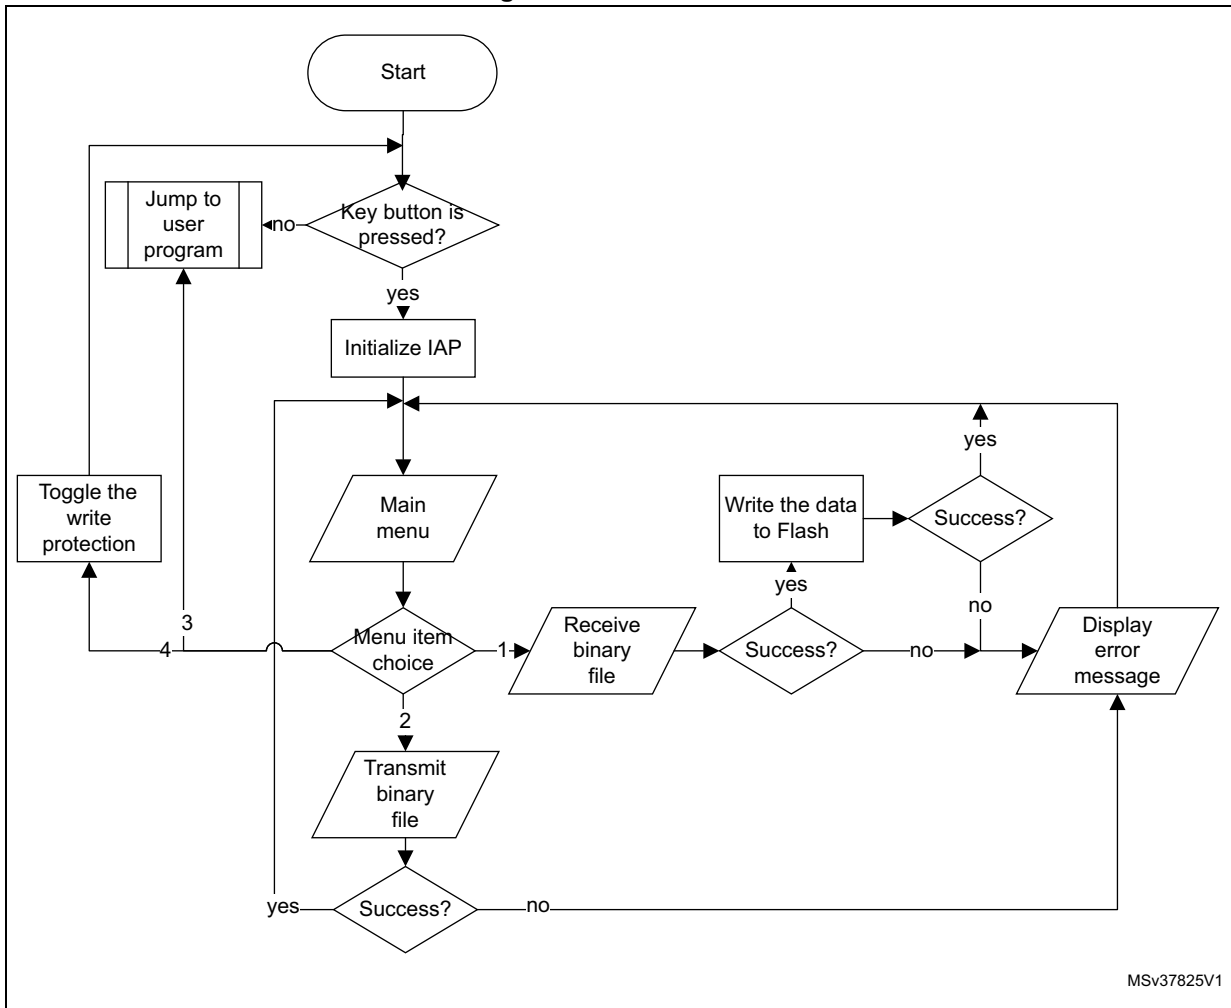 Start
Jump to
user
program
no
Key button is
pressed?
yes
Initialize IAP
yes
Toggle the
write
protection
Main
menu
Write the data
to Flash
Success?
yes
no
3
4
Menu item
choice
1
Receive
binary
file
Success?
no
Display
error
message
2
Transmit
binary
file
yes
Success?
no
MSv37825V1